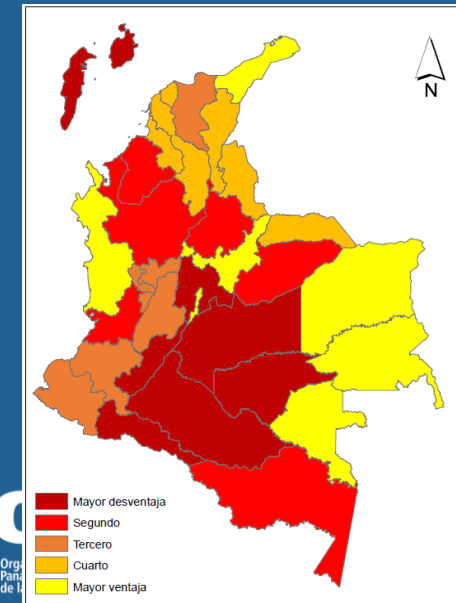 N
Mayor desventaja
Segundo
Tercero
Cuarto
Mayor ventaja